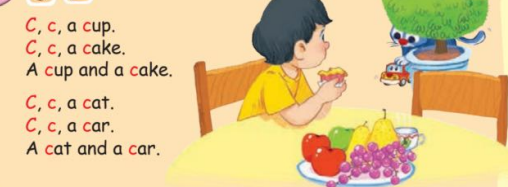 C, c, a cup.
C, c, a cake.
A cup and a cake.
C, c, a cat.
C, c, a car.
A cat and a car.